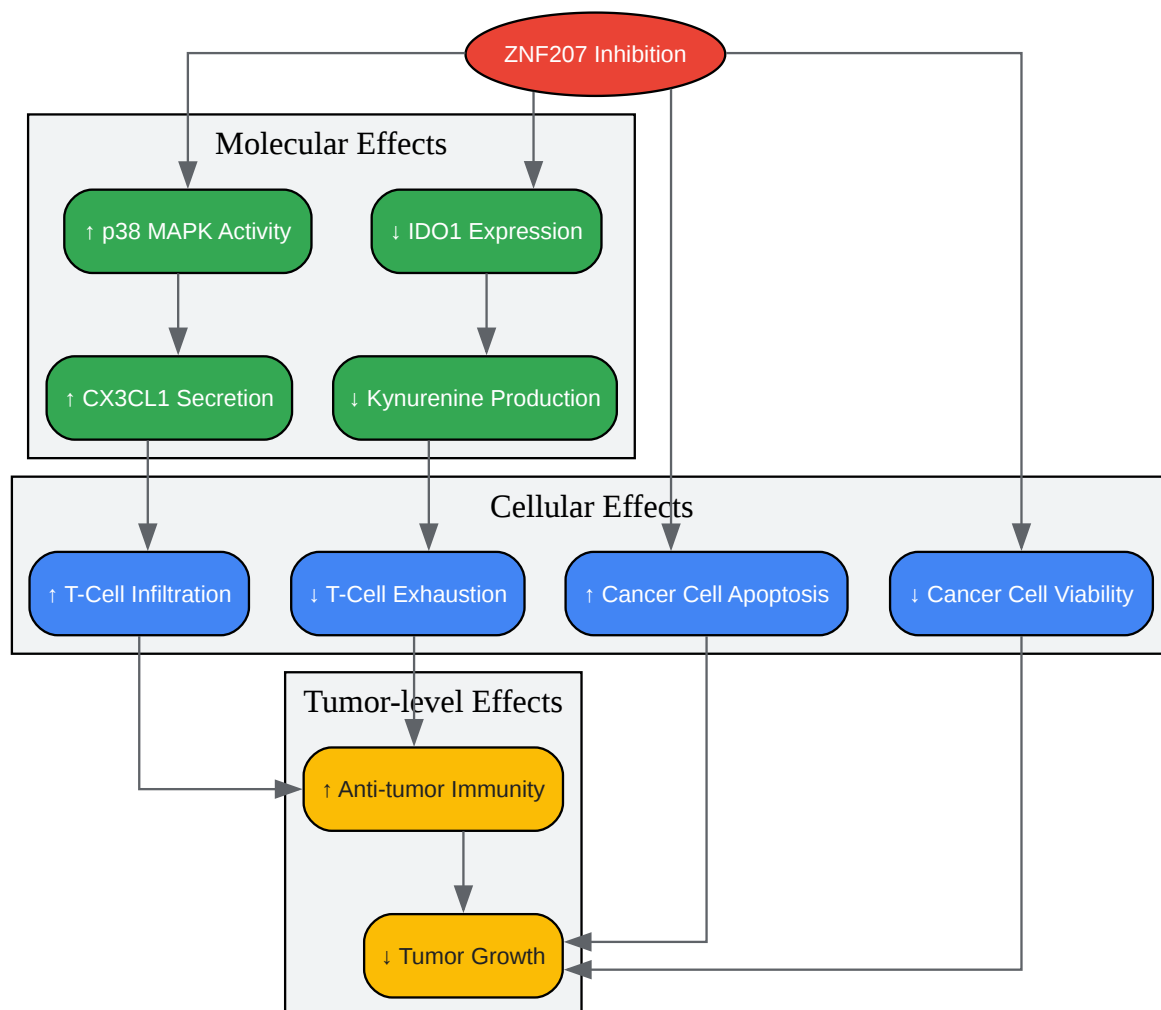 ZNF207 Inhibition
Molecular Effects
↑ p38 MAPK Activity
↓ IDO1 Expression
↑ CX3CL1 Secretion
↓ Kynurenine Production
Cellular Effects
↑ T-Cell Infiltration
↓ T-Cell Exhaustion
↑ Cancer Cell Apoptosis
↓ Cancer Cell Viability
Tumor-level Effects
↑ Anti-tumor Immunity
↓ Tumor Growth